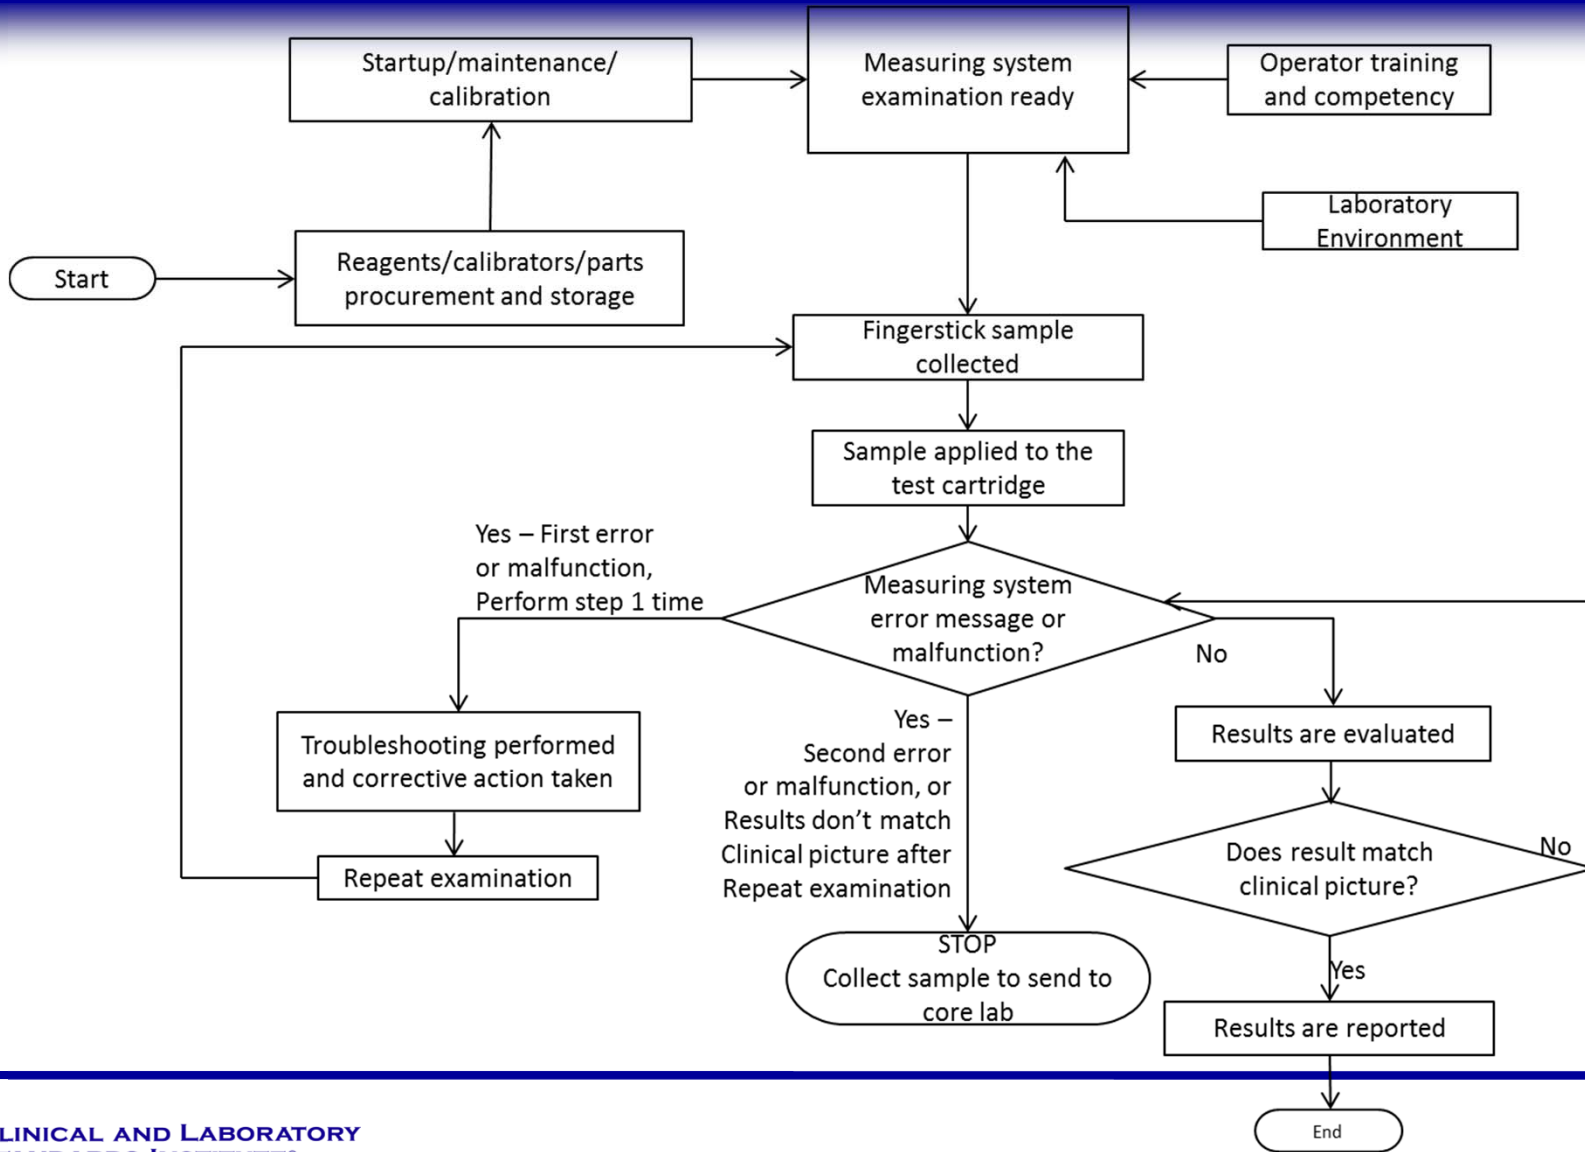 Startup/maintenance/
calibration
Measuring system
examination ready
Operator training
and competency
Laboratory
Environment
Start
Reagents/calibrators/parts
procurement and storage
Fingerstick sample
collected
Sample applied to the
test cartridge
Yes – First error
or malfunction,
Perform step 1 time
Measuring system
error message or
malfunction?
No
Troubleshooting performed
and corrective action taken
Repeat examination
Yes –
Second error
or malfunction, or
Results don’t match
Clinical picture after
Repeat examination
Results are evaluated
Does result match
clinical picture?
No
STOP
Collect sample to send to
core lab
Yes
Results are reported
End
LINICAL AND LABORATORY